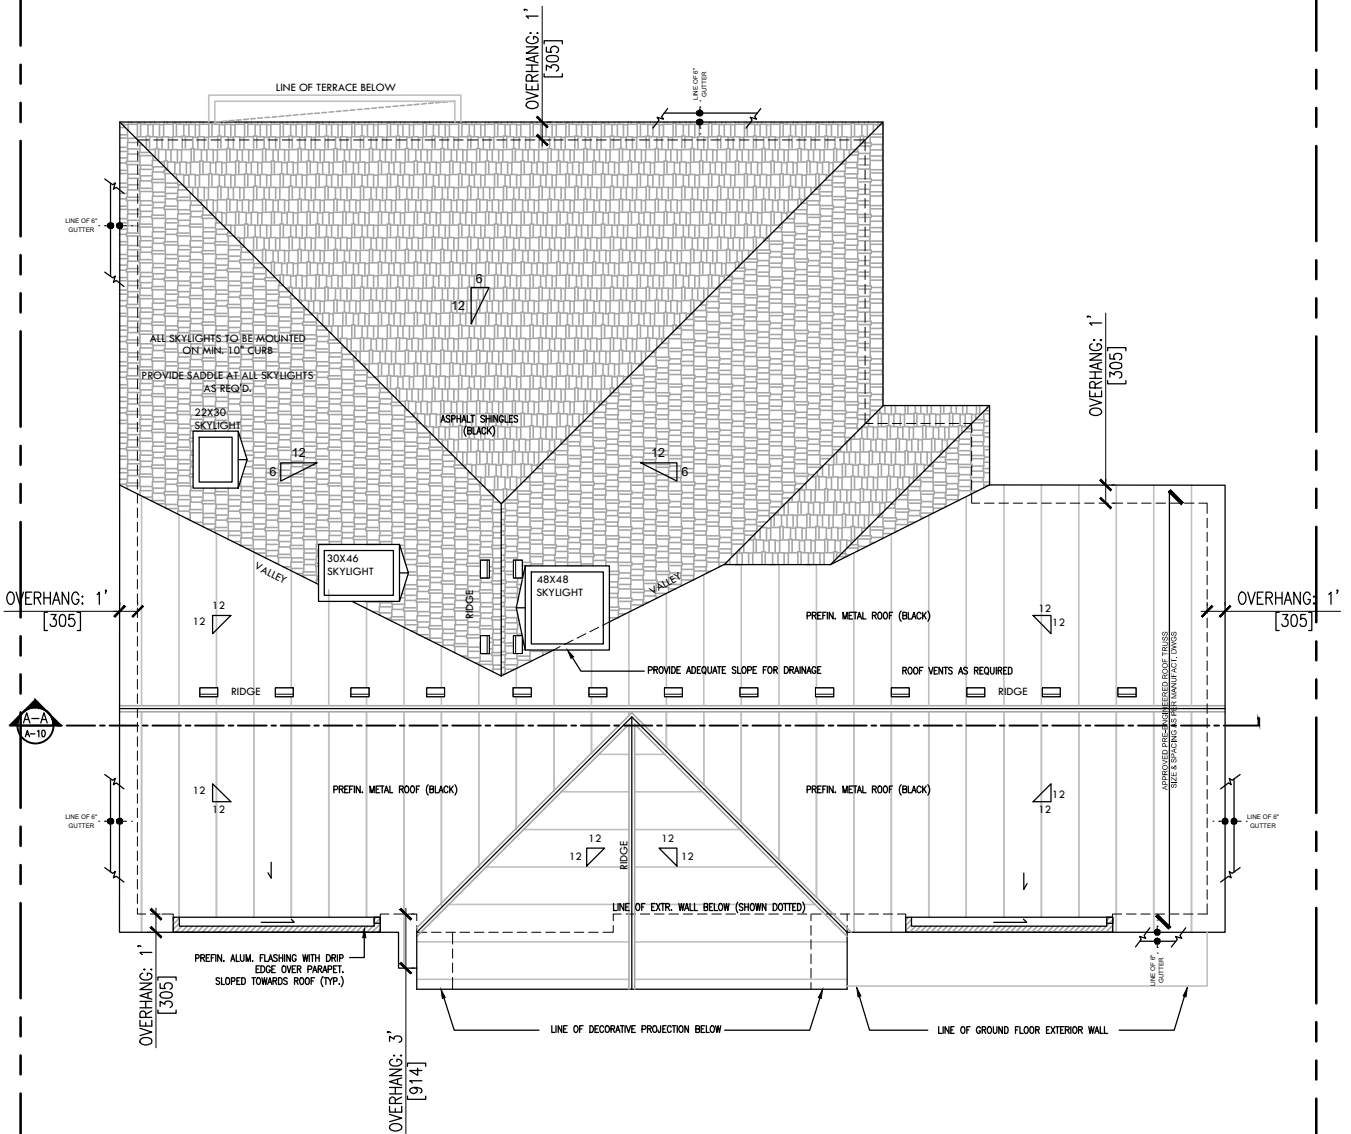 OVERHANG: 1'
[305]
LINE OF 6"
GUTTER
LINE OF TERRACE BELOW
LINE OF 6"
GUTTER
6
12
ALL SKYLIGHTS TO BE MOUNTED
ON MIN. 10" CURB
PROVIDE SADDLE AT ALL SKYLIGHTS
AS REQ'D.
OVERHANG: 1'
[305]
22X30
SKYLIGHT
ASPHALT SHINGLES
(BLACK)
12
6
12
6
30X46
SKYLIGHT
VALLEY
RIDGE
48X48
SKYLIGHT
VALLEY
OVERHANG: 1'
[305]
12
12
PREFIN. METAL ROOF (BLACK)
12
12
OVERHANG: 1'
[305]
PROVIDE ADEQUATE SLOPE FOR DRAINAGE
ROOF VENTS AS REQUIRED
RIDGE
RIDGE
APPROVED PRE-ENGINEERED ROOF TRUSS
SIZE & SPACING AS PER MANUFACT. DWGS
A-A
A-10
12
12
PREFIN. METAL ROOF (BLACK)
PREFIN. METAL ROOF (BLACK)
12
12
LINE OF 6"
GUTTER
LINE OF 6"
GUTTER
12
12
RIDGE
12
12
LINE OF EXTR. WALL BELOW (SHOWN DOTTED)
PREFIN. ALUM. FLASHING WITH DRIP
EDGE OVER PARAPET.
SLOPED TOWARDS ROOF (TYP.)
LINE OF 6"
GUTTER
OVERHANG: 1'
[305]
LINE OF DECORATIVE PROJECTION BELOW
LINE OF GROUND FLOOR EXTERIOR WALL
OVERHANG: 3'
[914]